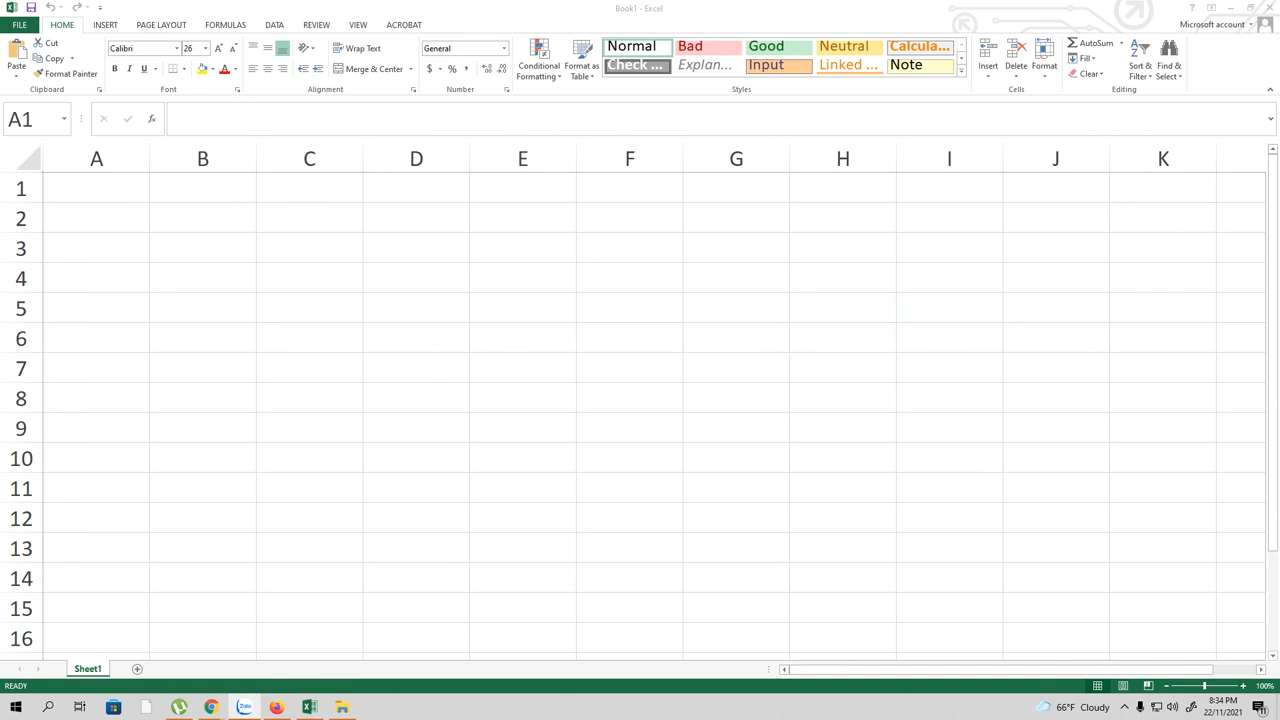 Book1 - Excel
FILE HOME INSERT PAGE LAYOUT FORMULAS DATA REVIEW VIEW ACROBAT Microsoft account
Cut
Copy
Format Painter
Paste
Clipboard
Calibri 26
B I U
Font
Wrap Text
Merge & Center
Alignment
General
$ % ,
Number
Conditional Formatting
Format as Table
Normal Bad Good Neutral Calcula...
Check ... Explan... Input Linked ... Note
Styles
Insert Delete Format
Cells
AutoSum
Fill
Clear
Sort & Filter
Find & Select
Editing
A1 fx
A B C D E F G H I J K
1
2
3
4
5
6
7
8
9
10
11
12
13
14
15
16
Sheet1
READY 100%
Zalo 66°F Cloudy 8:34 PM
22/11/2021